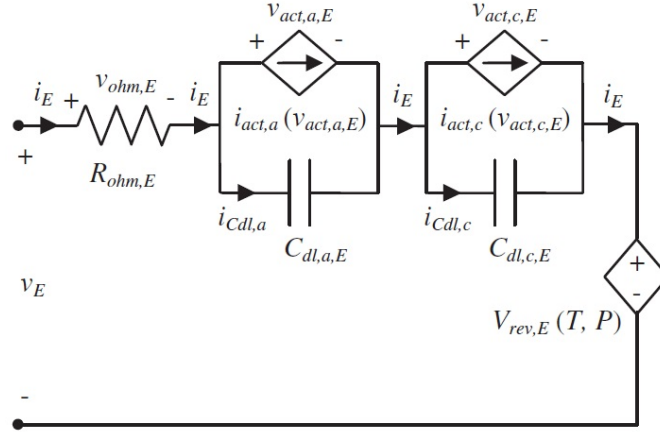 v_{act,a,E}
v_{act,c,E}
+ -
+ -
i_E + v_{ohm,E} - i_E
i_E
i_E
i_{act,a} (v_{act,a,E})
i_{act,c} (v_{act,c,E})
+
R_{ohm,E}
i_{Cdl,a}
i_{Cdl,c}
C_{dl,a,E}
C_{dl,c,E}
+
-
v_E
V_{rev,E} (T, P)
-